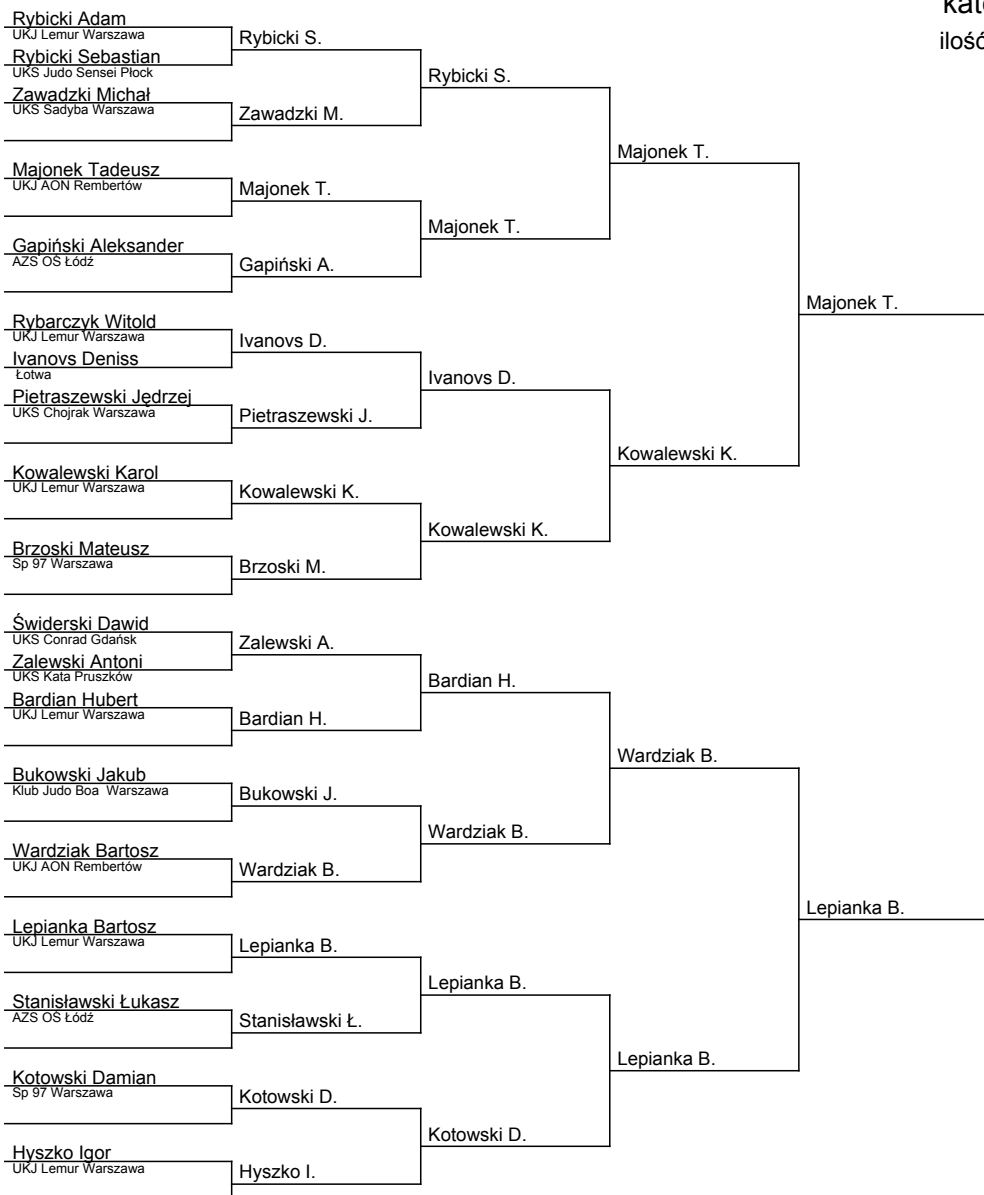 kat
ilość
Rybicki Adam
UKJ Lemur Warszawa
Rybicki Sebastian
UKS Judo Sensei Płock
Zawadzki Michał
UKS Sadyba Warszawa
Majonek Tadeusz
UKJ AON Rembertów
Gapiński Aleksander
AZS OŚ Łódź
Rybarczyk Witold
UKJ Lemur Warszawa
Ivanovs Deniss
Łotwa
Pietraszewski Jędrzej
UKS Chojrak Warszawa
Kowalewski Karol
UKJ Lemur Warszawa
Brzoski Mateusz
Sp 97 Warszawa
Świderski Dawid
UKS Conrad Gdańsk
Zalewski Antoni
UKS Kata Pruszków
Bardian Hubert
UKJ Lemur Warszawa
Bukowski Jakub
Klub Judo Boa Warszawa
Wardziak Bartosz
UKJ AON Rembertów
Lepianka Bartosz
UKJ Lemur Warszawa
Stanisławski Łukasz
AZS OŚ Łódź
Kotowski Damian
Sp 97 Warszawa
Hyszko Igor
UKJ Lemur Warszawa
Rybicki S.
Zawadzki M.
Majonek T.
Gapiński A.
Ivanovs D.
Pietraszewski J.
Kowalewski K.
Brzoski M.
Zalewski A.
Bardian H.
Bukowski J.
Wardziak B.
Lepianka B.
Stanisławski Ł.
Kotowski D.
Hyszko I.
Rybicki S.
Majonek T.
Ivanovs D.
Kowalewski K.
Bardian H.
Wardziak B.
Lepianka B.
Kotowski D.
Majonek T.
Kowalewski K.
Wardziak B.
Lepianka B.
Majonek T.
Lepianka B.